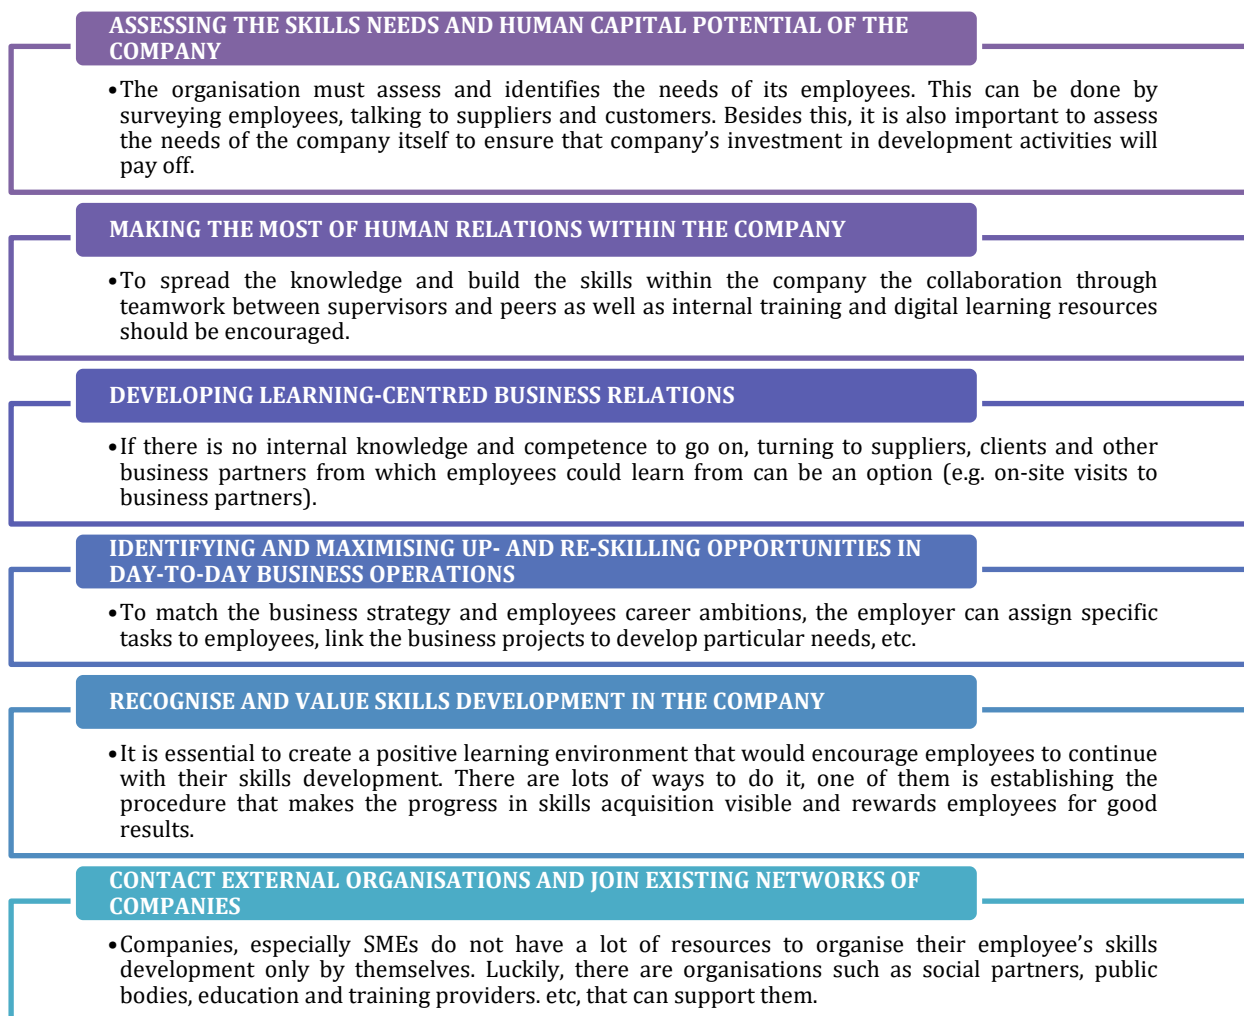 ASSESSING THE SKILLS NEEDS AND HUMAN CAPITAL POTENTIAL OF THE
COMPANY
•The organisation must assess and identifies the needs of its employees. This can be done by
surveying employees, talking to suppliers and customers. Besides this, it is also important to assess
the needs of the company itself to ensure that company's investment in development activities will
pay off.
MAKING THE MOST OF HUMAN RELATIONS WITHIN THE COMPANY
•To spread the knowledge and build the skills within the company the collaboration through
teamwork between supervisors and peers as well as internal training and digital learning resources
should be encouraged.
DEVELOPING LEARNING-CENTRED BUSINESS RELATIONS
•If there is no internal knowledge and competence to go on, turning to suppliers, clients and other
business partners from which employees could learn from can be an option (e.g. on-site visits to
business partners).
IDENTIFYING AND MAXIMISING UP- AND RE-SKILLING OPPORTUNITIES IN
DAY-TO-DAY BUSINESS OPERATIONS
•To match the business strategy and employees career ambitions, the employer can assign specific
tasks to employees, link the business projects to develop particular needs, etc.
RECOGNISE AND VALUE SKILLS DEVELOPMENT IN THE COMPANY
•It is essential to create a positive learning environment that would encourage employees to continue
with their skills development. There are lots of ways to do it, one of them is establishing the
procedure that makes the progress in skills acquisition visible and rewards employees for good
results.
CONTACT EXTERNAL ORGANISATIONS AND JOIN EXISTING NETWORKS OF
COMPANIES
•Companies, especially SMEs do not have a lot of resources to organise their employee's skills
development only by themselves. Luckily, there are organisations such as social partners, public
bodies, education and training providers. etc, that can support them.